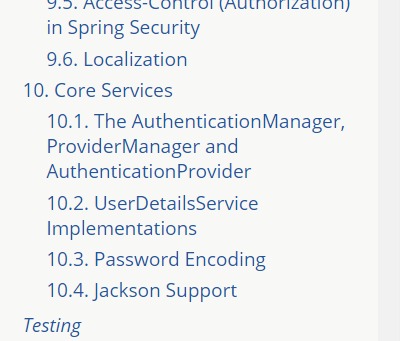 9.5. Access-Control (Authorization)
in Spring Security
9.6. Localization
10. Core Services
10.1. The AuthenticationManager,
ProviderManager and
AuthenticationProvider
10.2. UserDetailsService
Implementations
10.3. Password Encoding
10.4. Jackson Support
Testing